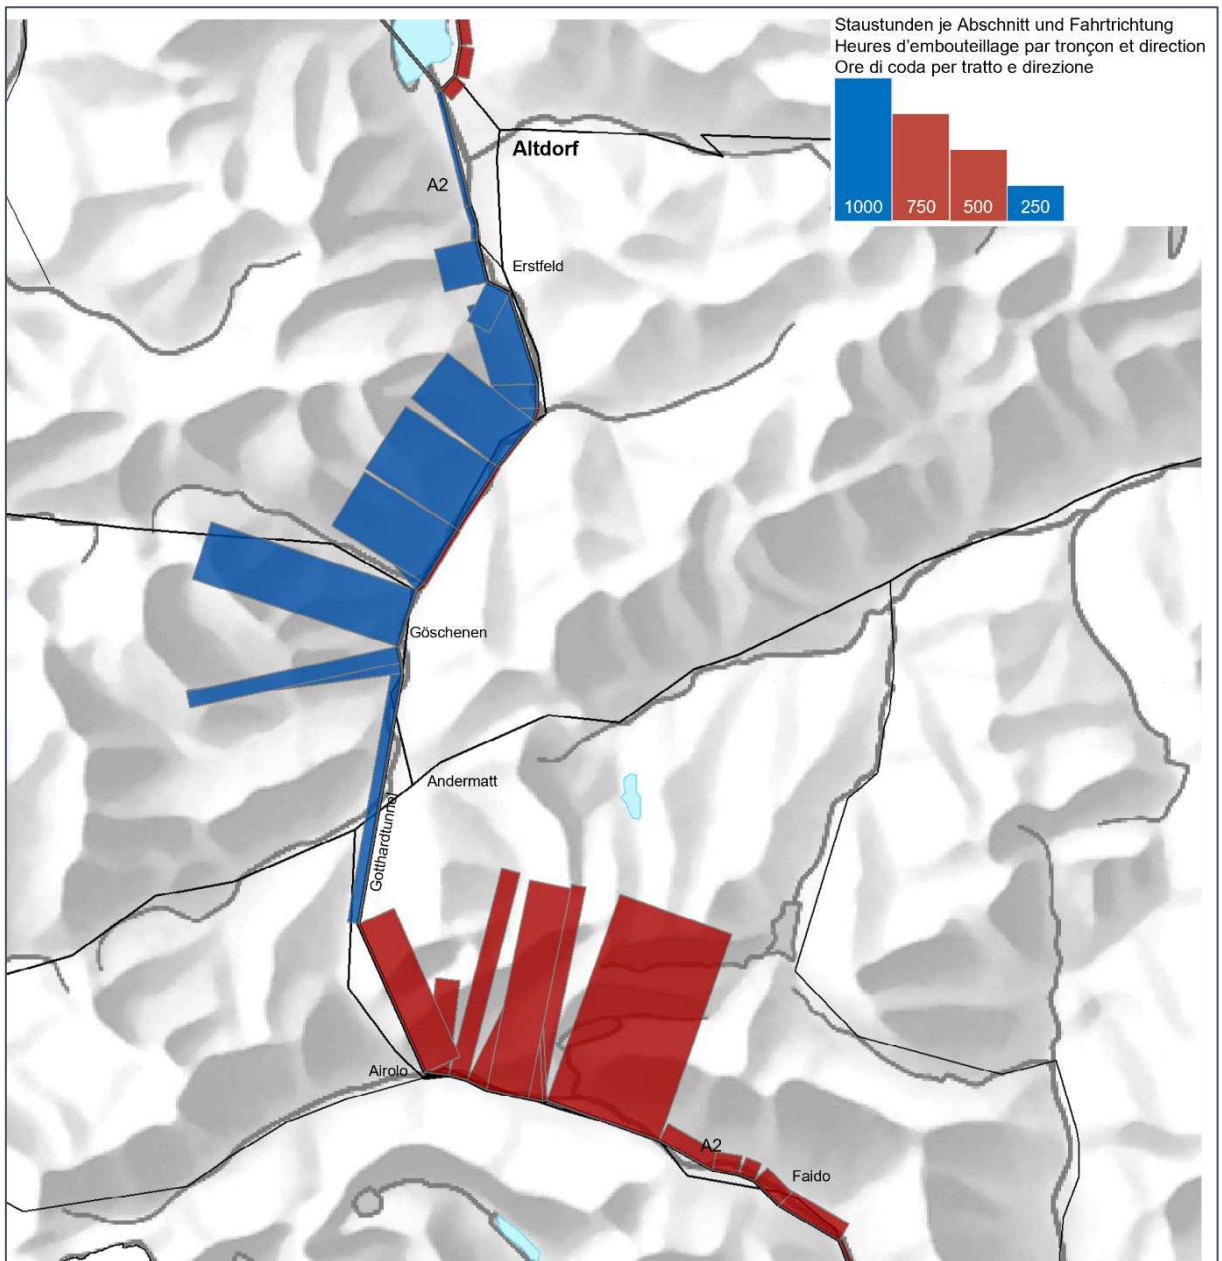 Staustunden je Abschnitt und Fahrtrichtung
Heures d'embouteillage par tronçon et direction
Ore di coda per tratto e direzione
1000 750 500 250
Altdorf
A2
Erstfeld
Göschenen
Andermatt
Gotthardtunnel
Airolo
A2
Faido